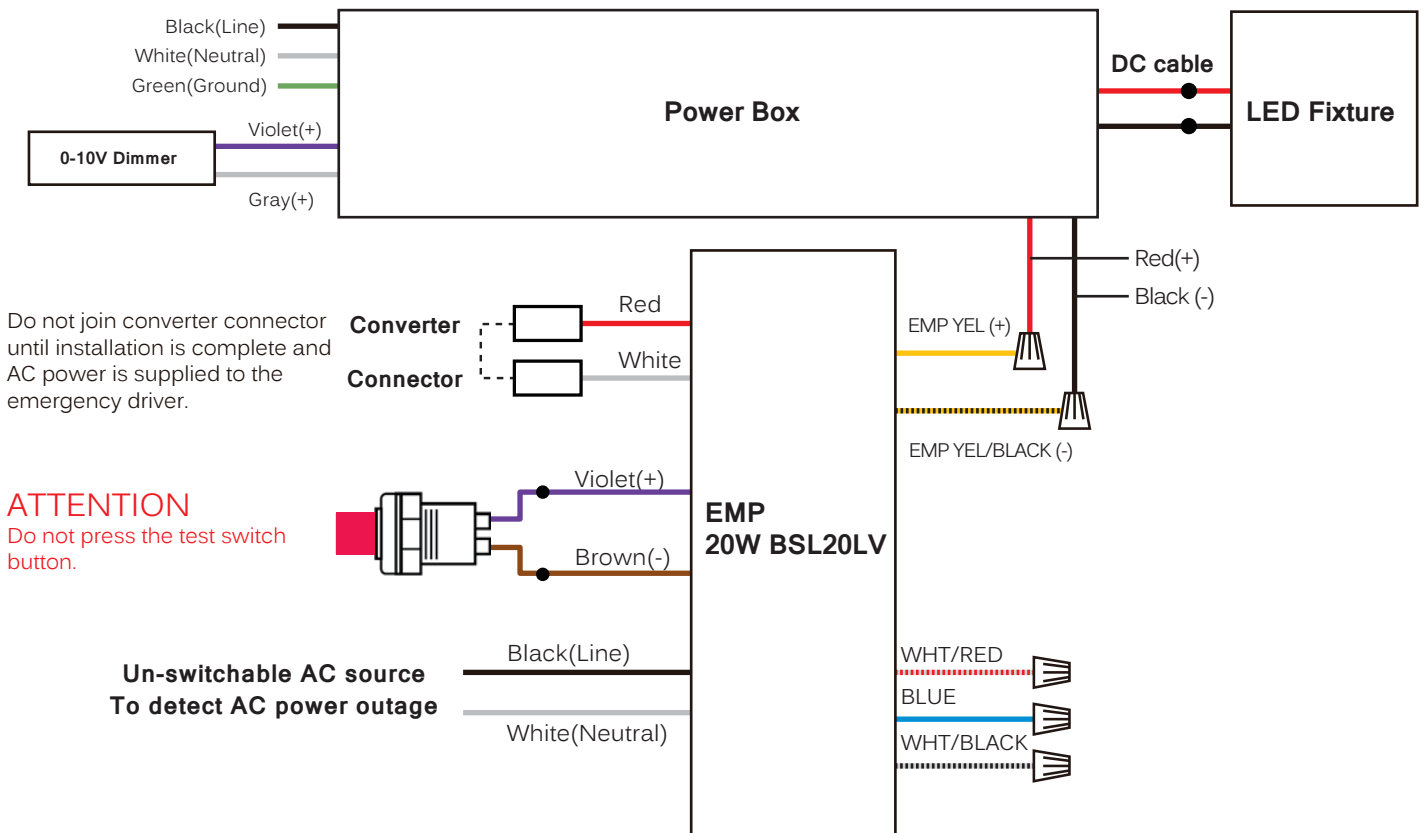 Black(Line)
White(Neutral)
Green(Ground)
Violet(+)
0-10V Dimmer
Gray(+)
Power Box
DC cable
LED Fixture
Red(+)
Black (-)
Do not join converter connector
until installation is complete and
AC power is supplied to the
emergency driver.
Converter
Connector
Red
White
EMP YEL (+)
EMP YEL/BLACK (-)
ATTENTION
Do not press the test switch
button.
Violet(+)
Brown(-)
EMP
20W BSL20LV
Un-switchable AC source
To detect AC power outage
Black(Line)
White(Neutral)
WHT/RED
BLUE
WHT/BLACK